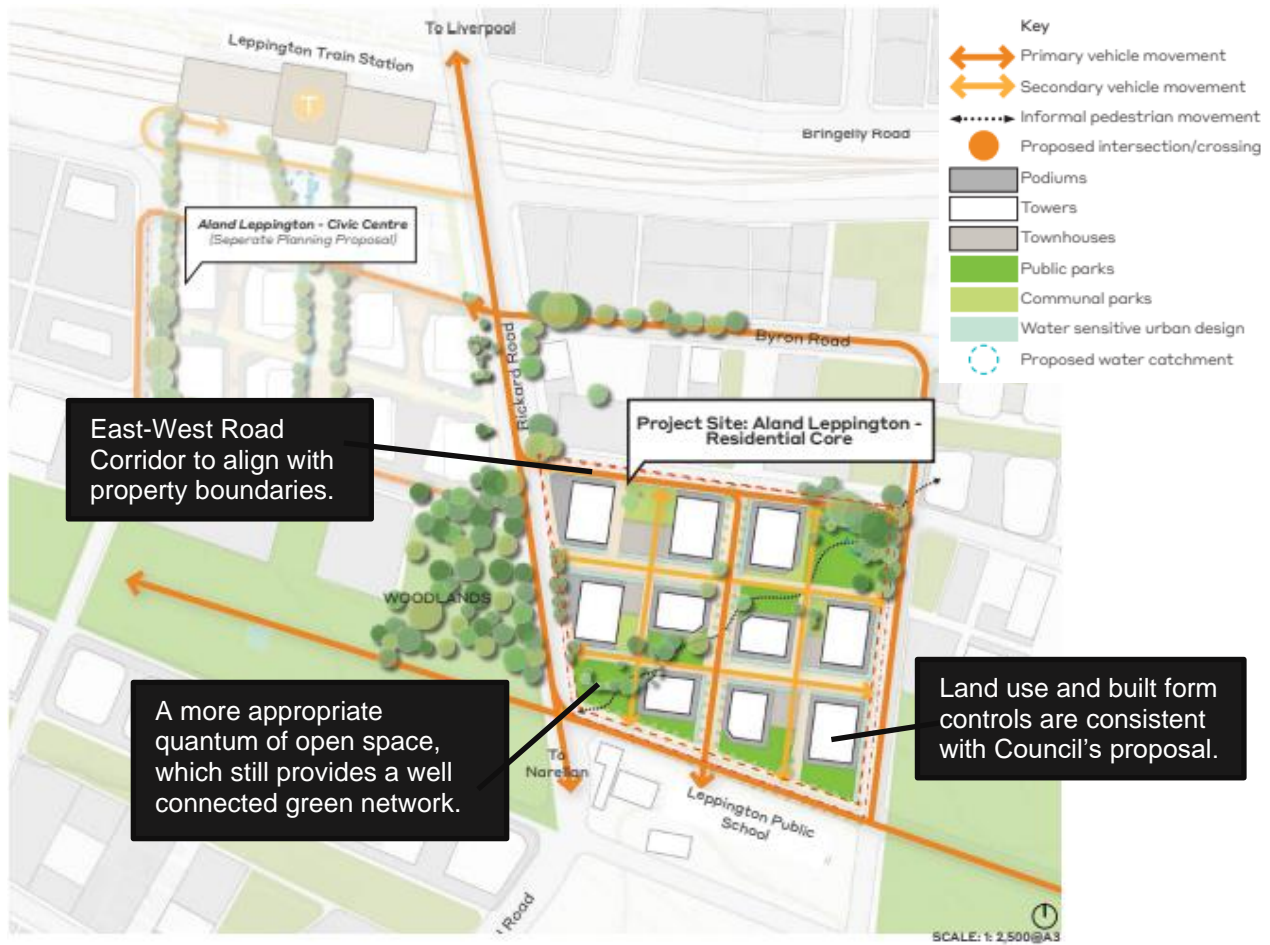 To Liverpool
Leppington Train Station
T
Bringelly Road
Key
Primary vehicle movement
Secondary vehicle movement
Informal pedestrian movement
Proposed intersection/crossing
Podiums
Towers
Townhouses
Public parks
Communal parks
Water sensitive urban design
Proposed water catchment
Aland Leppington - Civic Centre
(Seperate Planning Proposal)
Rickard Road
Byron Road
East-West Road
Corridor to align with
property boundaries.
Project Site: Aland Leppington -
Residential Core
WOODLANDS
A more appropriate
quantum of open space,
which still provides a well
connected green network.
Land use and built form
controls are consistent
with Council's proposal.
To
Narellan
Leppington Public
School
d Road
SCALE: 1: 2,500@A3